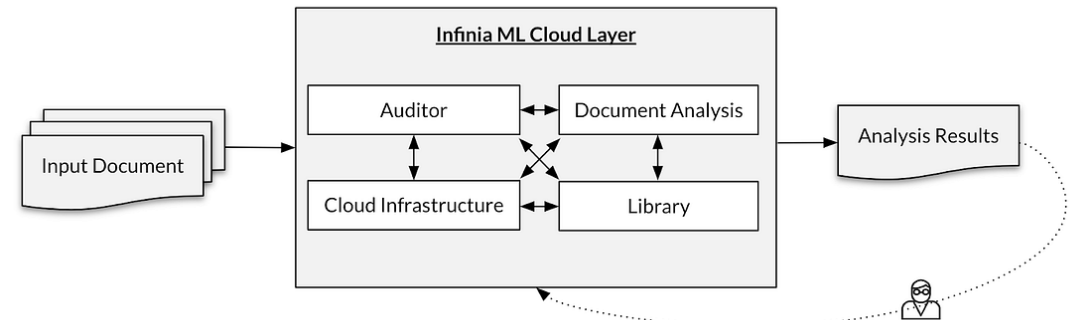 Infinia ML Cloud Layer
Input Document
Auditor
Document Analysis
Cloud Infrastructure
Library
Analysis Results